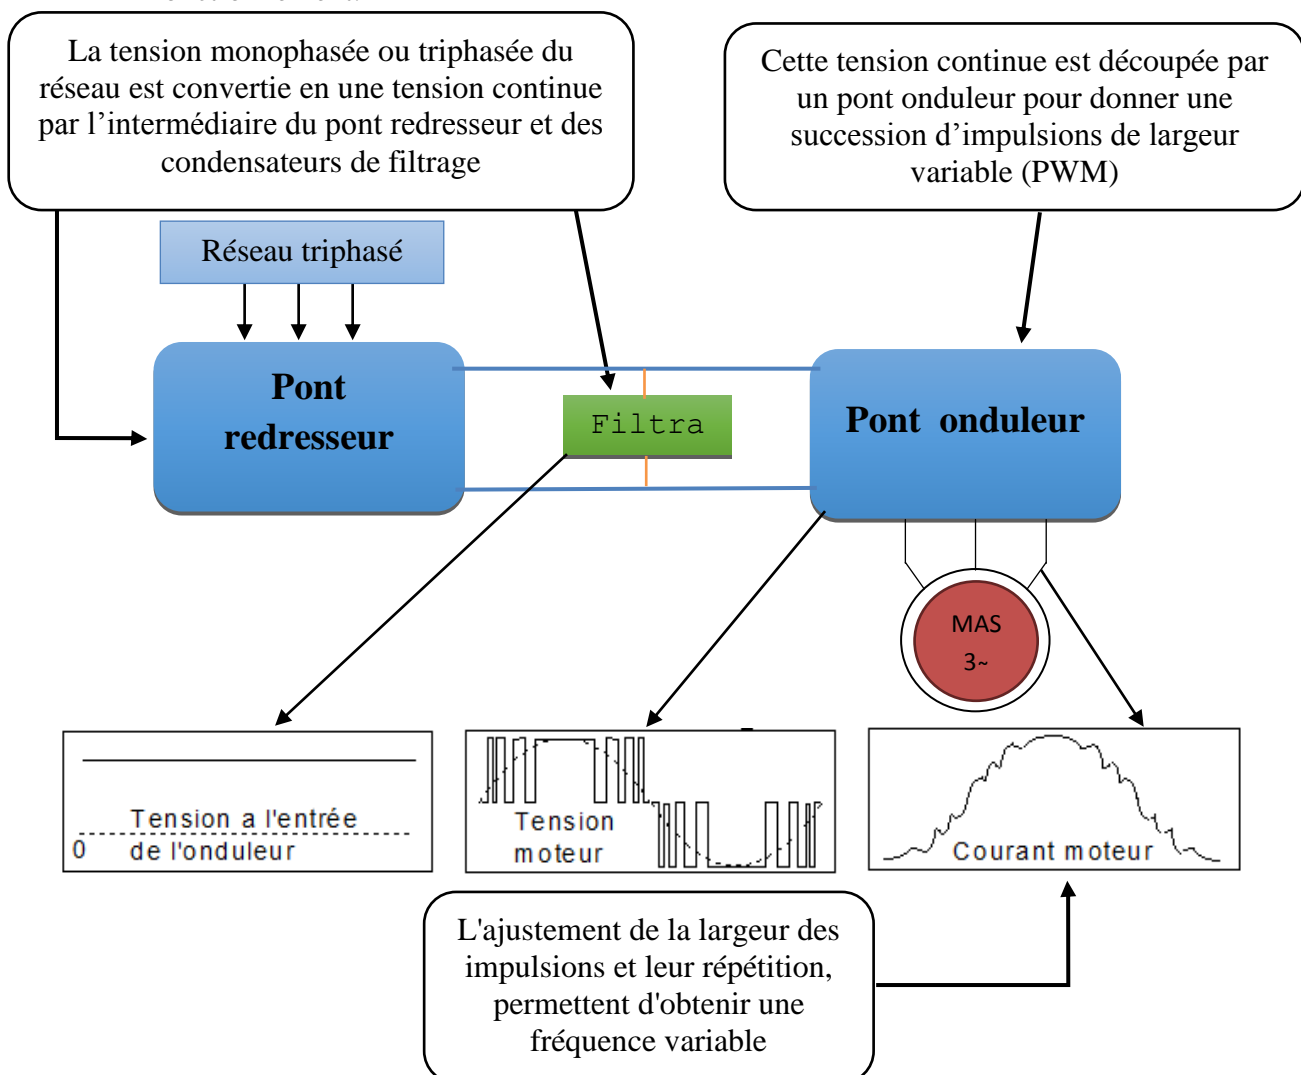 La tension monophasée ou triphasée du
réseau est convertie en une tension continue
par l’intermédiaire du pont redresseur et des
condensateurs de filtrage
Cette tension continue est découpée par
un pont onduleur pour donner une
succession d’impulsions de largeur
variable (PWM)
Réseau triphasé
Pont
redresseur
Filtra
Pont onduleur
MAS
3~
Tension a l'entrée
0
de l'onduleur
Tension
moteur
Courant moteur
L'ajustement de la largeur des
impulsions et leur répétition,
permettent d'obtenir une
fréquence variable